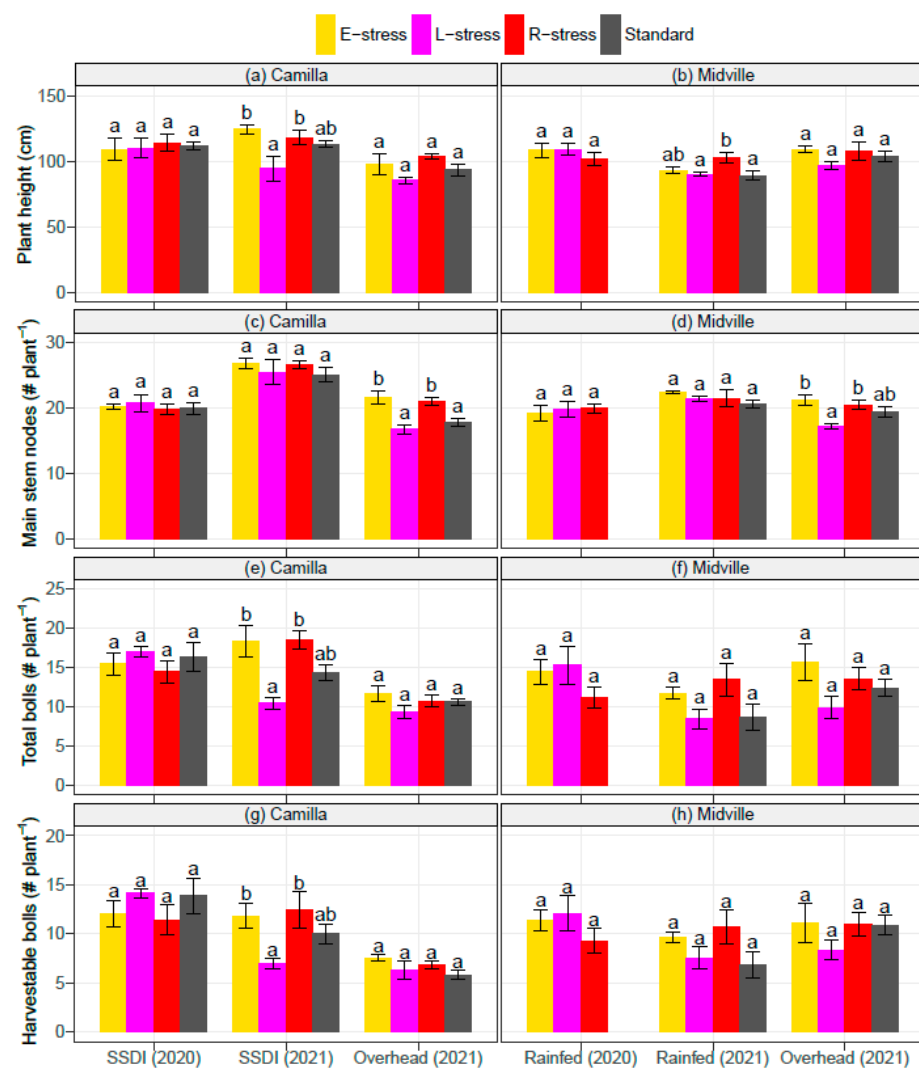 E−stress L−stress R−stress Standard
(a) Camilla (b) Midville
Plant height (cm)
150
100
50
0
a a a a b a b ab a a a a
a a a ab a b a a a a a
(c) Camilla (d) Midville
Main stem nodes (# plant−1)
30
20
10
0
a a a a a a a a b a b a
a a a a a a a b a b ab
(e) Camilla (f) Midville
Total bolls (# plant−1)
25
20
15
10
5
0
a a a a b a b ab a a a a
a a a a a a a a a a a
(g) Camilla (h) Midville
Harvestable bolls (# plant−1)
20
15
10
5
0
a a a a b a b ab a a a a
a a a a a a a a a a a
SSDI (2020) SSDI (2021) Overhead (2021) Rainfed (2020) Rainfed (2021) Overhead (2021)